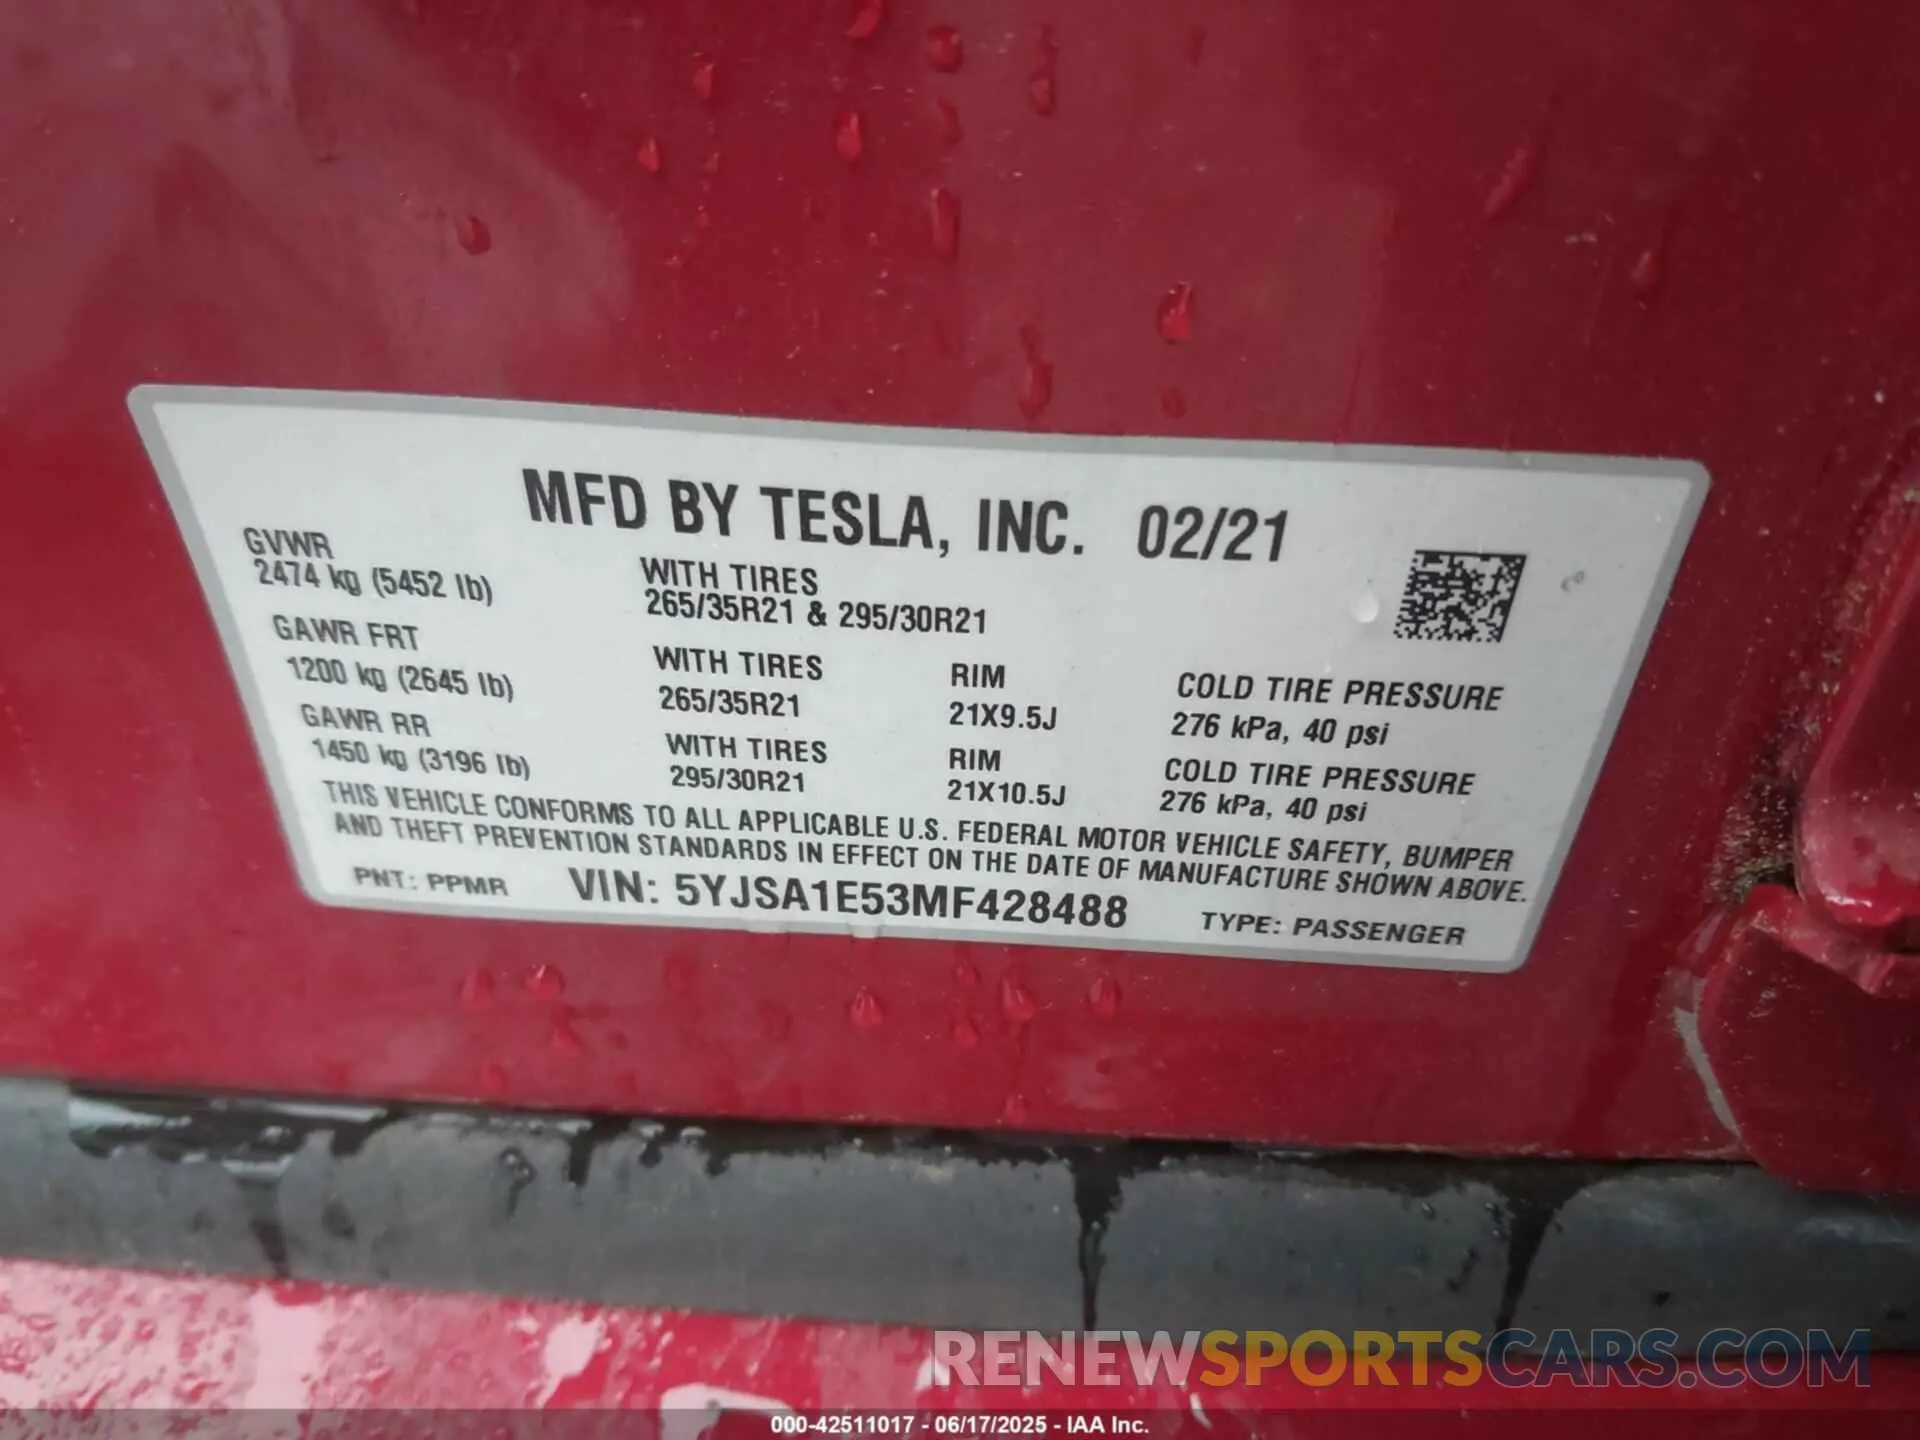 MFD BY TESLA, INC. 02/21
GVWR
2474 kg (5452 lb)
WITH TIRES
265/35R21 & 295/30R21
GAWR FRT
1200 kg (2645 lb)
WITH TIRES
265/35R21
RIM
21X9.5J
COLD TIRE PRESSURE
276 kPa, 40 psi
GAWR RR
1450 kg (3196 lb)
WITH TIRES
295/30R21
RIM
21X10.5J
COLD TIRE PRESSURE
276 kPa, 40 psi
THIS VEHICLE CONFORMS TO ALL APPLICABLE U.S. FEDERAL MOTOR VEHICLE SAFETY, BUMPER
AND THEFT PREVENTION STANDARDS IN EFFECT ON THE DATE OF MANUFACTURE SHOWN ABOVE.
PNT: PPMR VIN: 5YJSA1E53MF428488 TYPE: PASSENGER
RENEWSPORTSCARS.COM
000-42511017 - 06/17/2025 - IAA Inc.